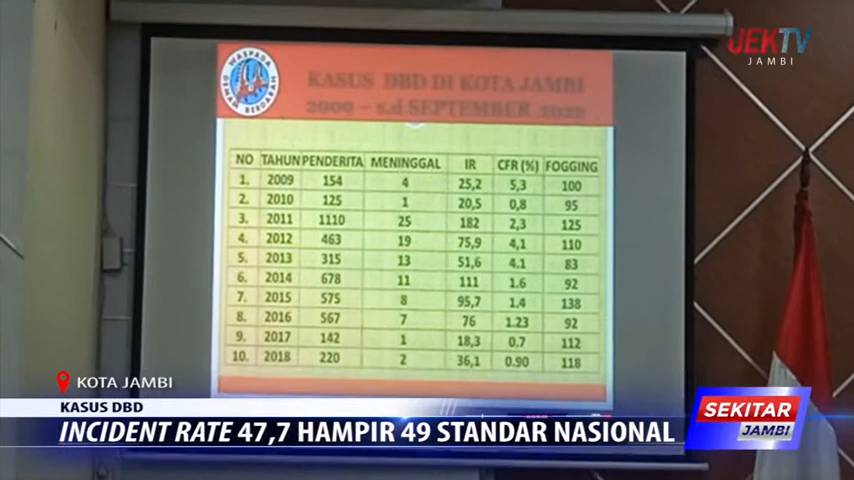 JEKTV
JAMBI
WASPADA
DEMAM BERDARAH
KASUS DBD DI KOTA JAMBI
2009 – s.d SEPTEMBER 2020
NO TAHUN PENDERITA MENINGGAL IR CFR (%) FOGGING
1. 2009 154 4 25,2 5,3 100
2. 2010 125 1 20,5 0,8 95
3. 2011 1110 25 182 2,3 125
4. 2012 463 19 75,9 4,1 110
5. 2013 315 13 51,6 4.1 83
6. 2014 678 11 111 1.6 92
7. 2015 575 8 95,7 1.4 138
8. 2016 567 7 76 1.23 92
9. 2017 142 1 18,3 0.7 112
10. 2018 220 2 36,1 0.90 118
KOTA JAMBI
KASUS DBD
INCIDENT RATE 47,7 HAMPIR 49 STANDAR NASIONAL
SEKITAR
JAMBI